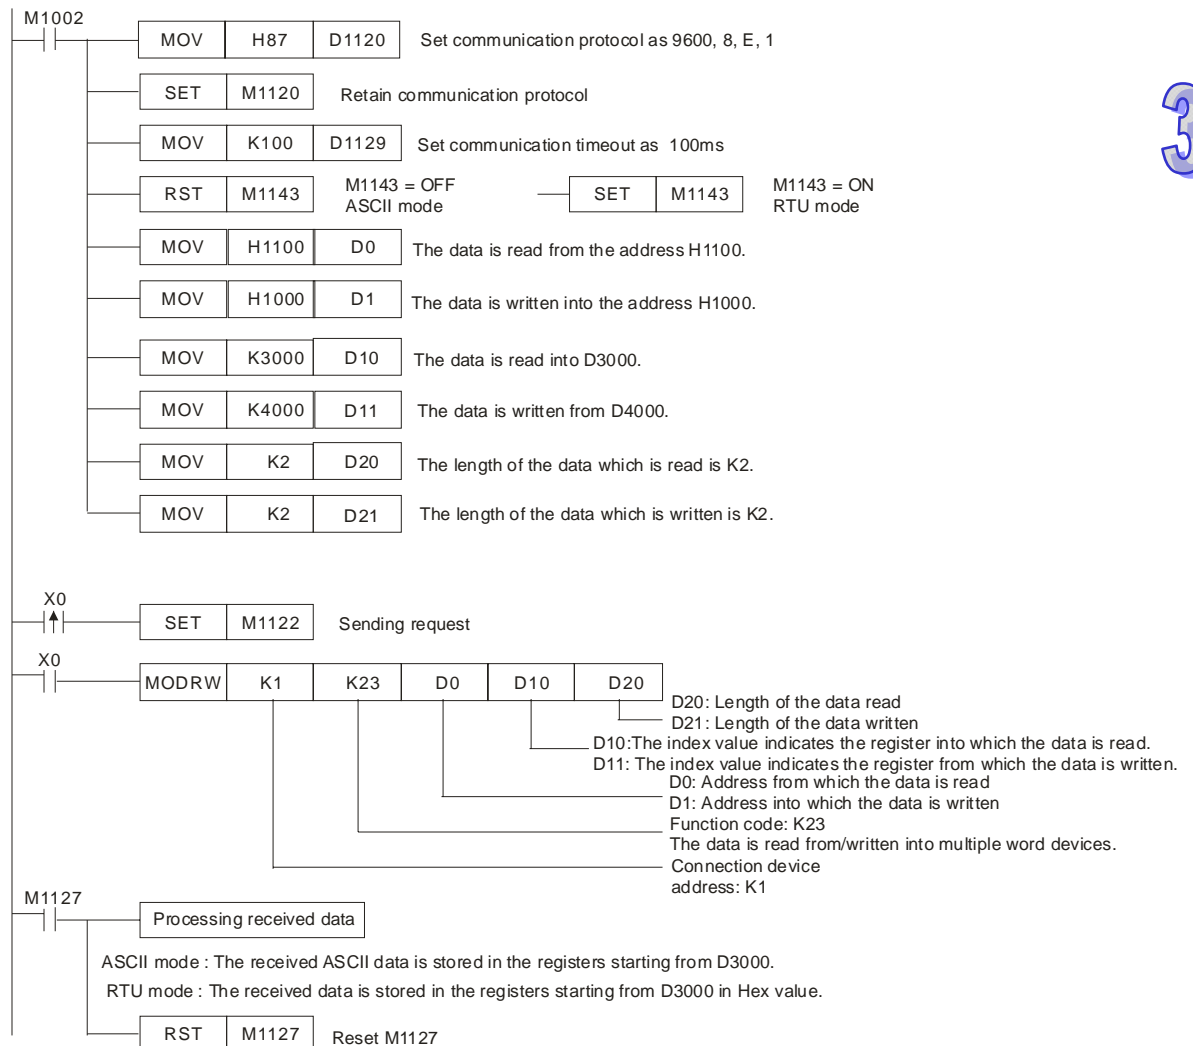 M1002
MOV H87 D1120 Set communication protocol as 9600, 8, E, 1
3
SET M1120 Retain communication protocol
MOV K100 D1129 Set communication timeout as 100ms
RST M1143 M1143 = OFF
ASCII mode
SET M1143 M1143 = ON
RTU mode
MOV H1100 D0 The data is read from the address H1100.
MOV H1000 D1 The data is written into the address H1000.
MOV K3000 D10 The data is read into D3000.
MOV K4000 D11 The data is written from D4000.
MOV K2 D20 The length of the data which is read is K2.
MOV K2 D21 The length of the data which is written is K2.
X0
SET M1122 Sending request
X0
MODRW K1 K23 D0 D10 D20
D20: Length of the data read
D21: Length of the data written
D10:The index value indicates the register into which the data is read.
D11: The index value indicates the register from which the data is written.
D0: Address from which the data is read
D1: Address into which the data is written
Function code: K23
The data is read from/written into multiple word devices.
Connection device
address: K1
M1127
Processing received data
ASCII mode : The received ASCII data is stored in the registers starting from D3000.
RTU mode : The received data is stored in the registers starting from D3000 in Hex value.
RST M1127 Reset M1127